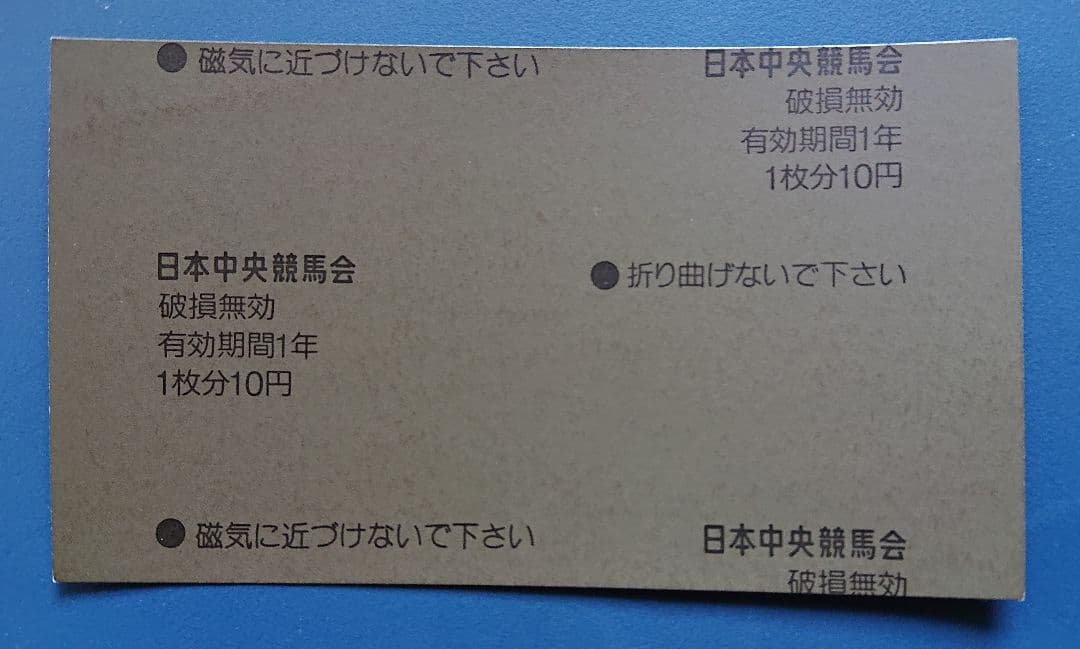 ●磁気に近づけないで下さい
日本中央競馬会
破損無効
有効期間1年
1枚分10円
日本中央競馬会
破損無効
有効期間1年
1枚分10円
●折り曲げないで下さい
●磁気に近づけないで下さい
日本中央競馬会
破損無効